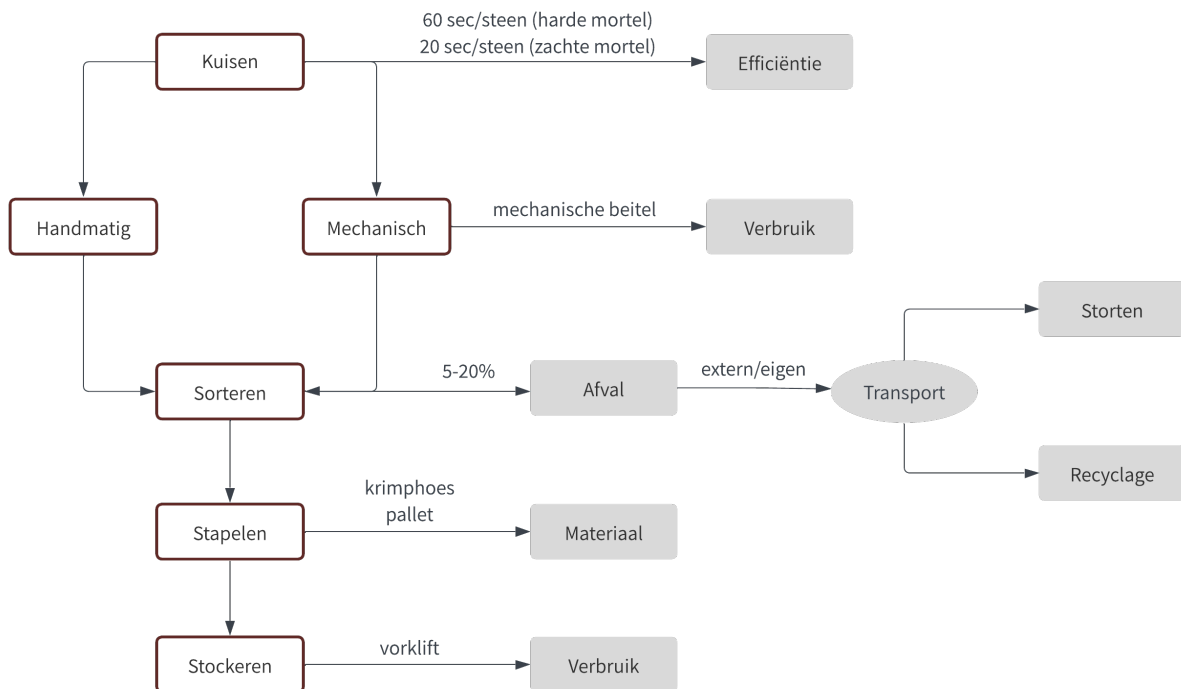 60 sec/steen (harde mortel)
20 sec/steen (zachte mortel)
Kuisen
Efficiëntie
mechanische beitel
Handmatig
Mechanisch
Verbruik
Storten
5-20%
extern/eigen
Sorteren
Afval
Transport
Recyclage
krimphoes
pallet
Stapelen
Materiaal
vorklift
Stockeren
Verbruik